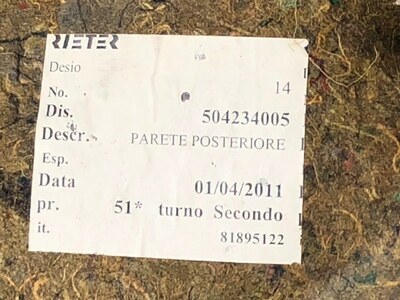 RIETER
Desio
No. 14
Dis. 504234005
Descr. PARETE POSTERIORE
Esp.
Data 01/04/2011
pr. 51* turno Secondo
it. 81895122